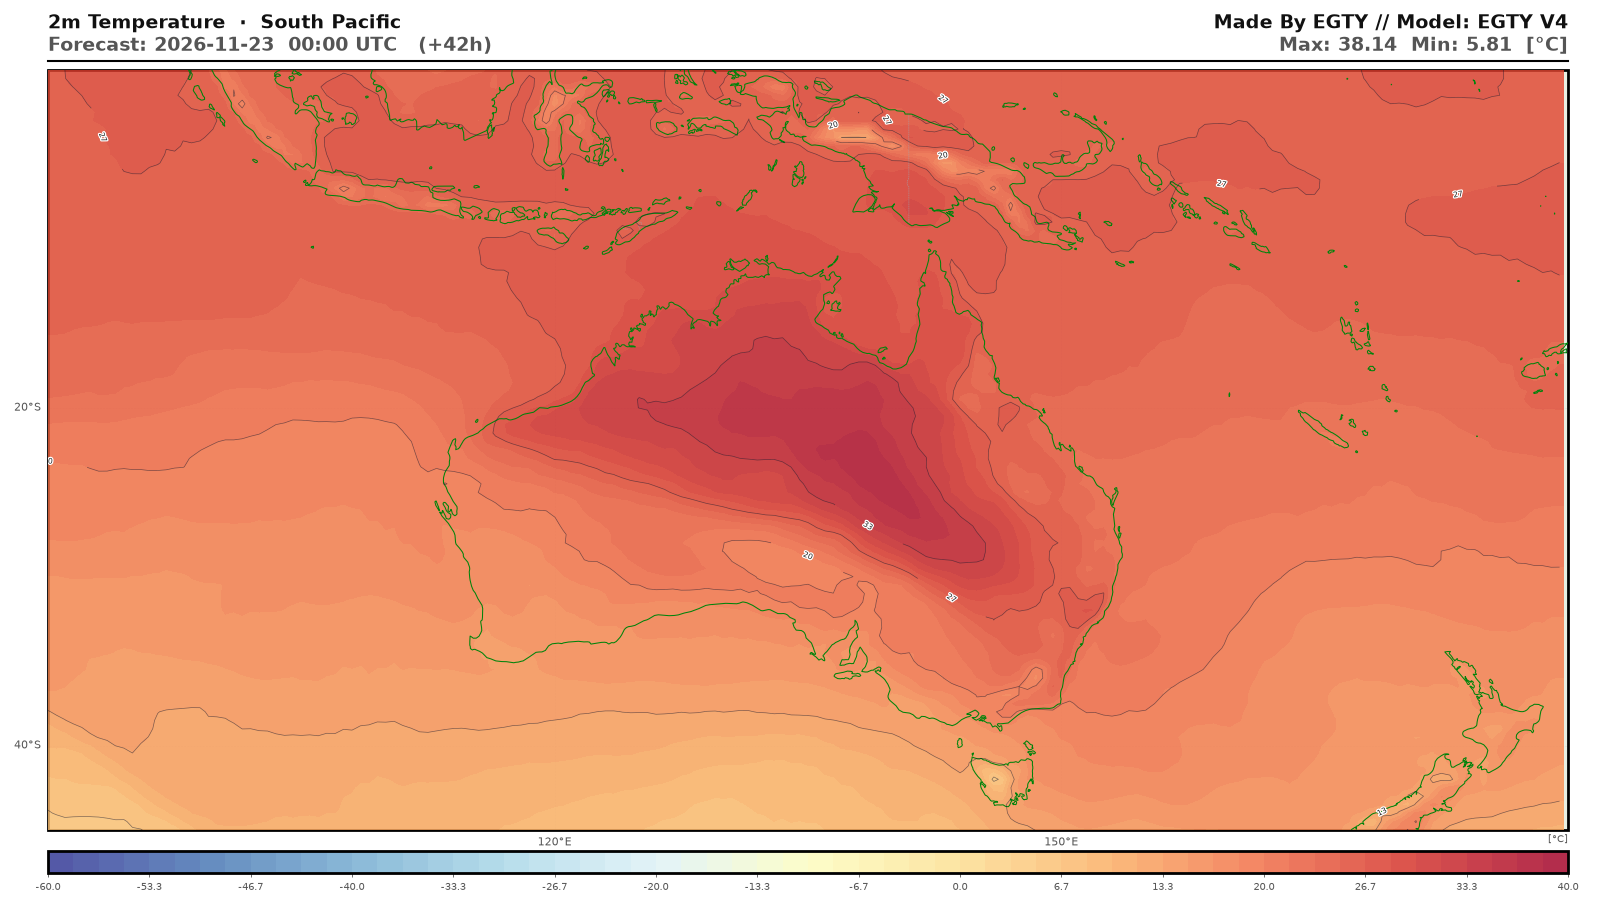 2m Temperature · South Pacific
Made By EGTY // Model: EGTY V4
Forecast: 2026-11-23 00:00 UTC (+42h)
Max: 38.14 Min: 5.81 [°C]
27
27
20
27
20
27
27
20°S
0
33
20
27
40°S
13
120°E
150°E
[°C]
-60.0 -53.3 -46.7 -40.0 -33.3 -26.7 -20.0 -13.3 -6.7 0.0 6.7 13.3 20.0 26.7 33.3 40.0